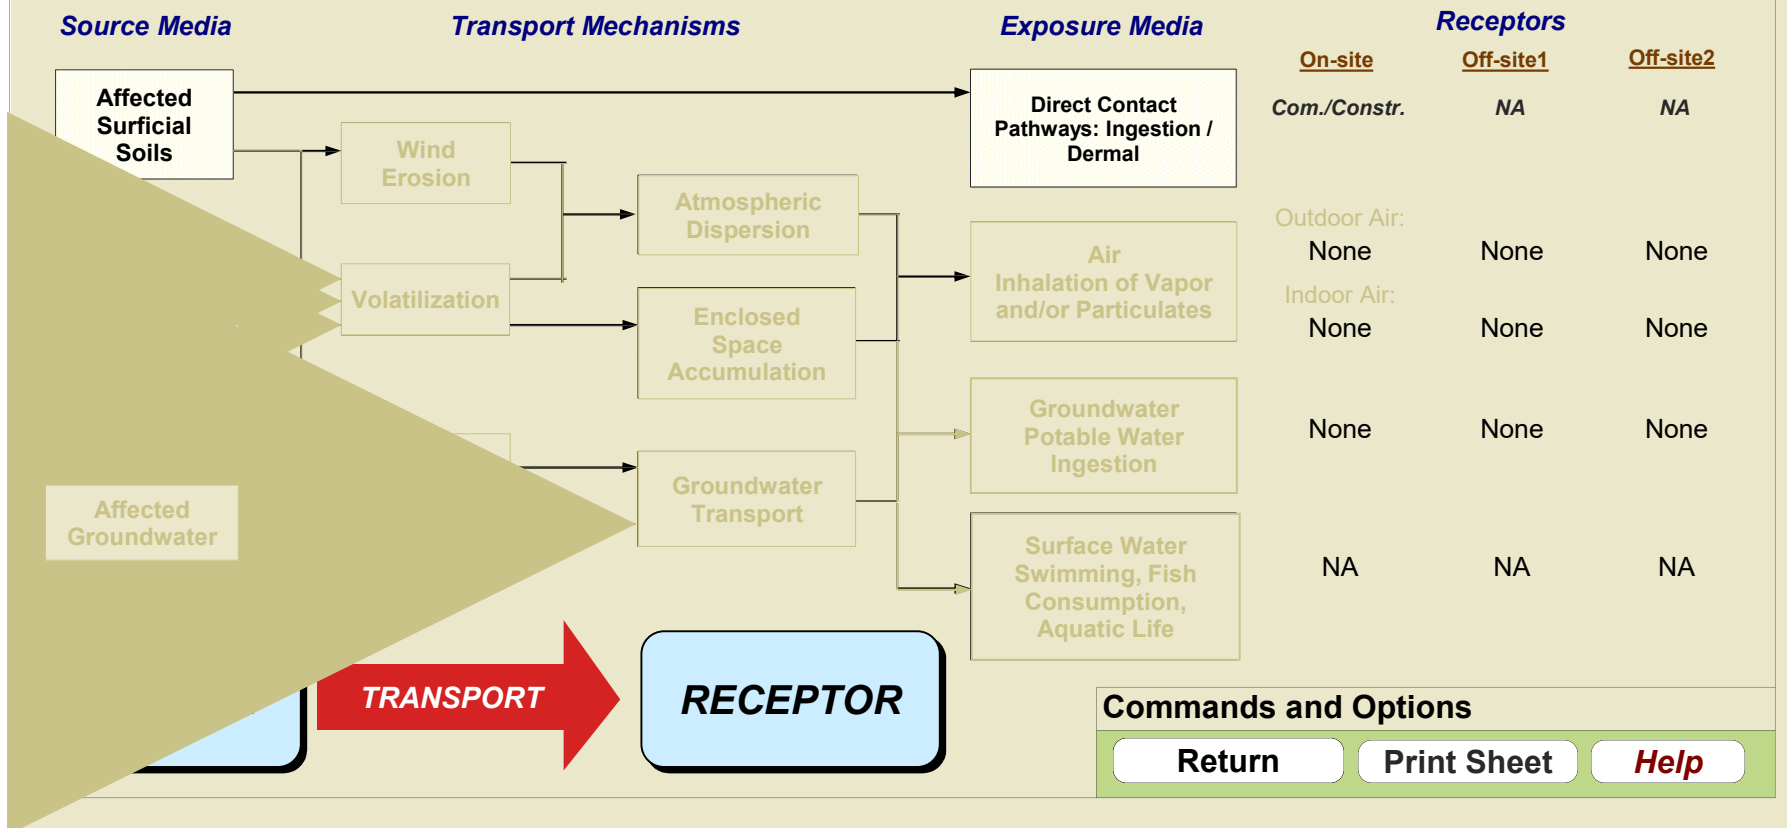 Source Media
Transport Mechanisms
Exposure Media
Receptors
On-site
Off-site1
Off-site2
Affected
Surficial
Soils
Direct Contact
Pathways: Ingestion /
Dermal
Com./Constr.
NA
NA
Wind
Erosion
Atmospheric
Dispersion
Volatilization
Enclosed
Space
Accumulation
Air
Inhalation of Vapor
and/or Particulates
Outdoor Air:
None
None
None
Indoor Air:
None
None
None
Groundwater
Potable Water
Ingestion
None
None
None
Affected
Groundwater
Groundwater
Transport
Surface Water
Swimming, Fish
Consumption,
Aquatic Life
NA
NA
NA
TRANSPORT
RECEPTOR
Commands and Options
Return
Print Sheet
Help